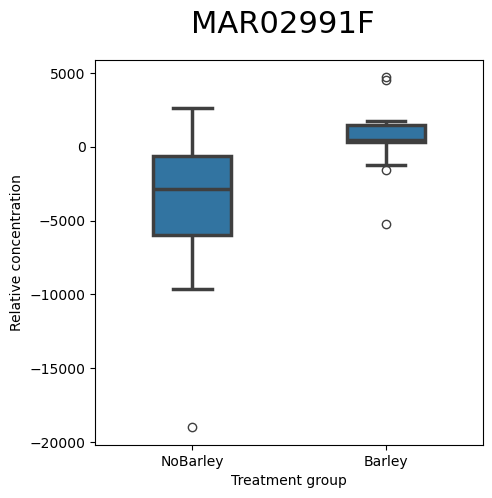 MAR02991F
5000
0
−5000
−10000
−15000
−20000
Relative concentration
NoBarley
Barley
Treatment group